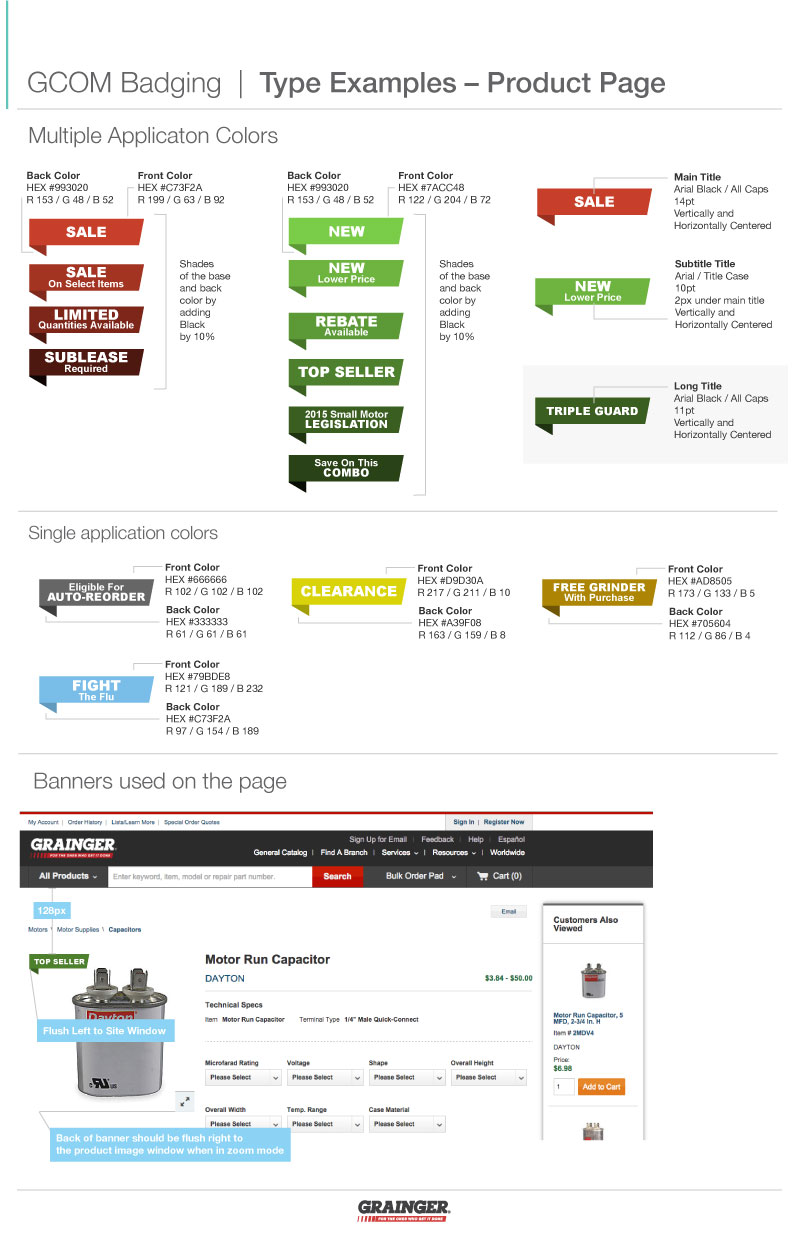 GCOM Badging | Type Examples – Product Page
Multiple Applicaton Colors
Back Color
HEX #993020
R 153 / G 48 / B 52
Front Color
HEX #C73F2A
R 199 / G 63 / B 92
SALE
SALE
On Select Items
LIMITED
Quantities Available
SUBLEASE
Required
Shades
of the base
and back
color by
adding
Black
by 10%
Back Color
HEX #993020
R 153 / G 48 / B 52
Front Color
HEX #7ACC48
R 122 / G 204 / B 72
NEW
NEW
Lower Price
REBATE
Available
TOP SELLER
2015 Small Motor
LEGISLATION
Save On This
COMBO
Shades
of the base
and back
color by
adding
Black
by 10%
SALE
Main Title
Arial Black / All Caps
14pt
Vertically and
Horizontally Centered
NEW
Lower Price
Subtitle Title
Arial / Title Case
10pt
2px under main title
Vertically and
Horizontally Centered
TRIPLE GUARD
Long Title
Arial Black / All Caps
11pt
Vertically and
Horizontally Centered
Single application colors
Eligible For
AUTO-REORDER
Front Color
HEX #666666
R 102 / G 102 / B 102
Back Color
HEX #333333
R 61 / G 61 / B 61
CLEARANCE
Front Color
HEX #D9D30A
R 217 / G 211 / B 10
Back Color
HEX #A39F08
R 163 / G 159 / B 8
FREE GRINDER
With Purchase
Front Color
HEX #AD8505
R 173 / G 133 / B 5
Back Color
HEX #705604
R 112 / G 86 / B 4
FIGHT
The Flu
Front Color
HEX #79BDE8
R 121 / G 189 / B 232
Back Color
HEX #C73F2A
R 97 / G 154 / B 189
Banners used on the page
My Account | Order History | Lists/Learn More | Special Order Quotes
Sign In | Register Now
Sign Up for Email | Feedback | Help | Español
GRAINGER
FOR THE ONES WHO GET IT DONE
General Catalog | Find A Branch | Services | Resources | Worldwide
All Products
Enter keyword, item, model or repair part number.
Search
Bulk Order Pad
Cart (0)
128px
Email
Motors \ Motor Supplies \ Capacitors
TOP SELLER
Dayton
Flush Left to Site Window
US
Back of banner should be flush right to
the product image window when in zoom mode
Motor Run Capacitor
DAYTON
$3.84 - $50.00
Technical Specs
Item Motor Run Capacitor Terminal Type 1/4" Male Quick-Connect
Microfarad Rating Voltage Shape Overall Height
Please Select Please Select Please Select Please Select
Overall Width Temp. Range Case Material
Please Select Please Select Please Select
Customers Also
Viewed
Motor Run Capacitor, 5
MFD, 2-3/4 in. H
Item # 2MDV4
DAYTON
Price:
$6.98
1
Add to Cart
GRAINGER
FOR THE ONES WHO GET IT DONE